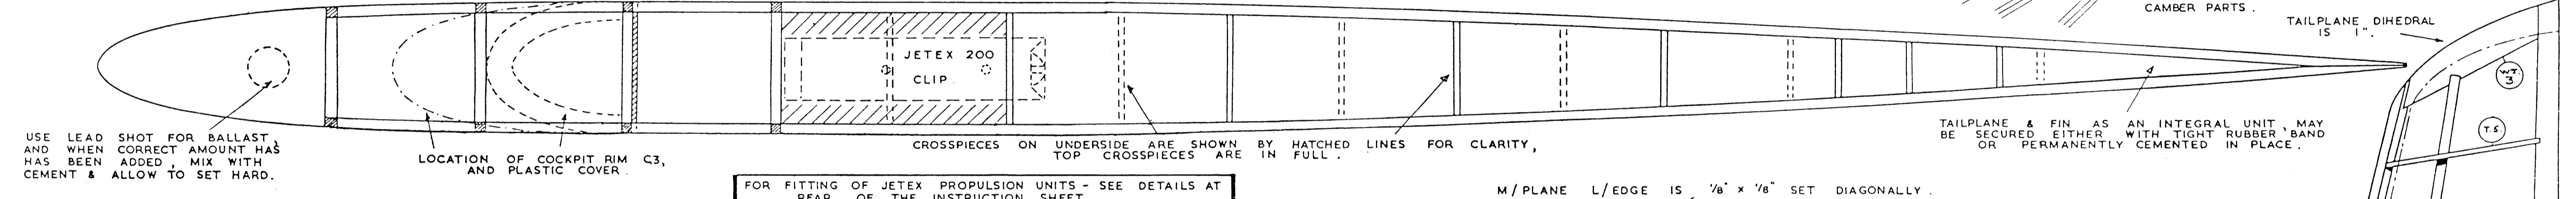 CAMBER PARTS.
TAILPLANE DIHEDRAL
IS 1".
JETEX 200
CLIP.
W.T.
3
T.S.
USE LEAD SHOT FOR BALLAST,
AND WHEN CORRECT AMOUNT HAS
HAS BEEN ADDED, MIX WITH
CEMENT & ALLOW TO SET HARD.
LOCATION OF COCKPIT RIM C3,
AND PLASTIC COVER.
CROSSPIECES ON UNDERSIDE ARE SHOWN BY HATCHED LINES FOR CLARITY,
TOP CROSSPIECES ARE IN FULL.
TAILPLANE & FIN AS AN INTEGRAL UNIT, MAY
BE SECURED EITHER WITH TIGHT RUBBER BAND
OR PERMANENTLY CEMENTED IN PLACE.
FOR FITTING OF JETEX PROPULSION UNITS - SEE DETAILS AT
REAR OF THE INSTRUCTION SHEET
M/PLANE L/EDGE IS 1/8" x 1/8" SET DIAGONALLY.